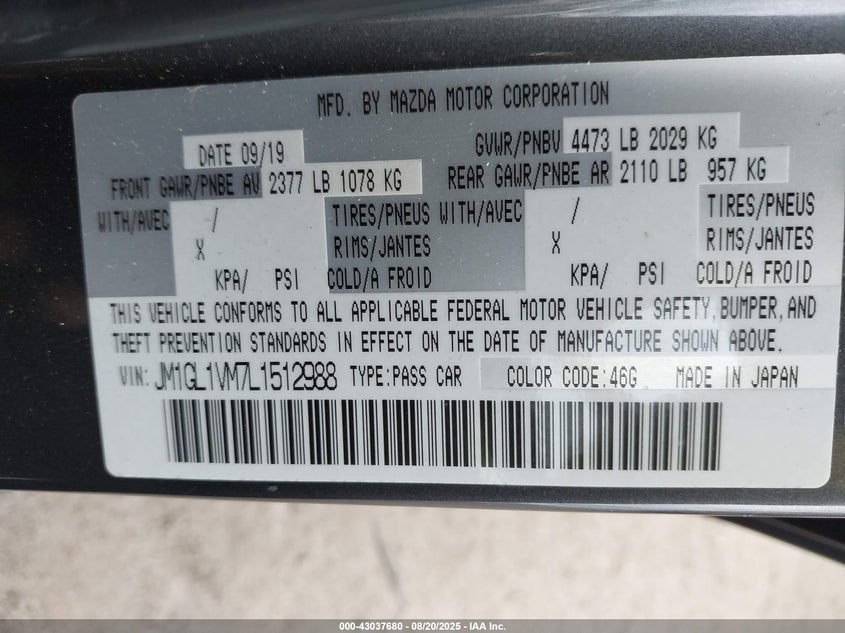 MFD. BY MAZDA MOTOR CORPORATION
DATE 09/19 GVWR/PNBV 4473 LB 2029 KG
FRONT GAWR/PNBE AV 2377 LB 1078 KG REAR GAWR/PNBE AR 2110 LB 957 KG
WITH/AVEC / TIRES/PNEUS WITH/AVEC / TIRES/PNEUS
X RIMS/JANTES X RIMS/JANTES
KPA/ PSI COLD/A FROID KPA/ PSI COLD/A FROID
THIS VEHICLE CONFORMS TO ALL APPLICABLE FEDERAL MOTOR VEHICLE SAFETY,BUMPER,AND
THEFT PREVENTION STANDARDS IN EFFECT ON THE DATE OF MANUFACTURE SHOWN ABOVE.
VIN: JM1GL1VM7L1512988 TYPE:PASS CAR COLOR CODE:46G MADE IN JAPAN
000-43037680 - 08/20/2025 - IAA Inc.